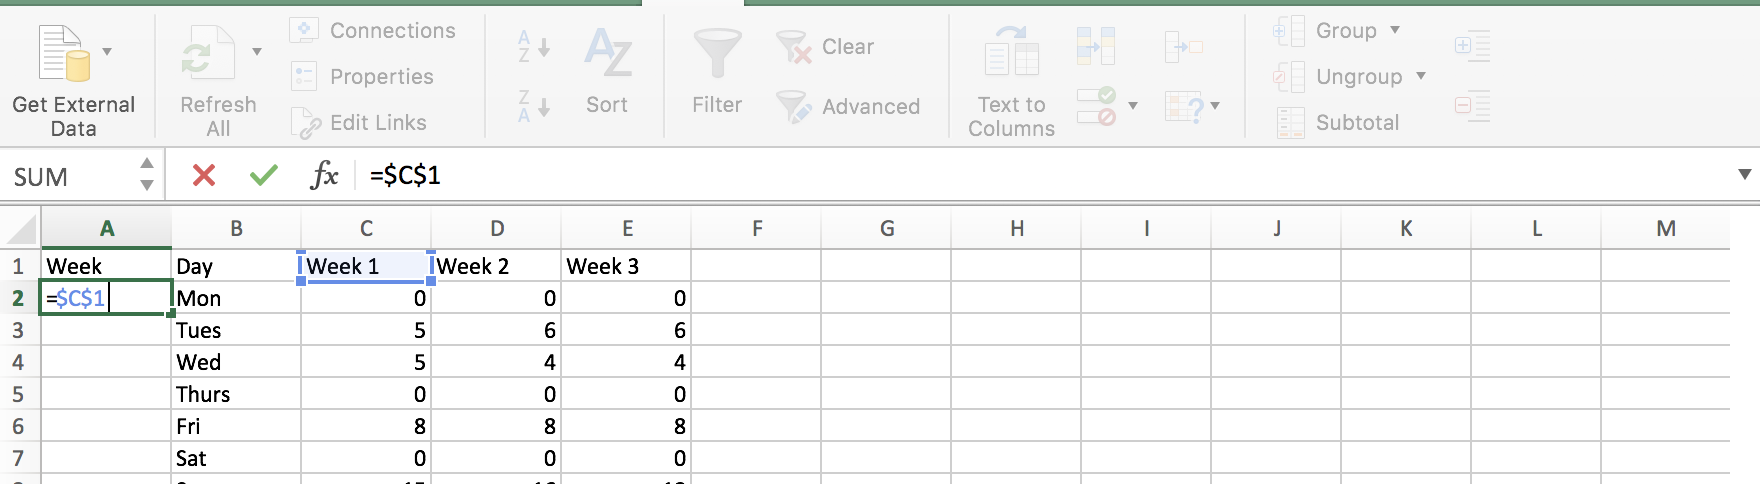 Get External Data
Refresh All
Connections
Properties
Edit Links
A Z
Z A
AZ
Sort
Filter
Clear
Advanced
Text to Columns
?
Group
Ungroup
Subtotal
SUM fx =$C$1
A B C D E F G H I J K L M
1 Week Day Week 1 Week 2 Week 3
2 =$C$1 Mon 0 0 0
3 Tues 5 6 6
4 Wed 5 4 4
5 Thurs 0 0 0
6 Fri 8 8 8
7 Sat 0 0 0